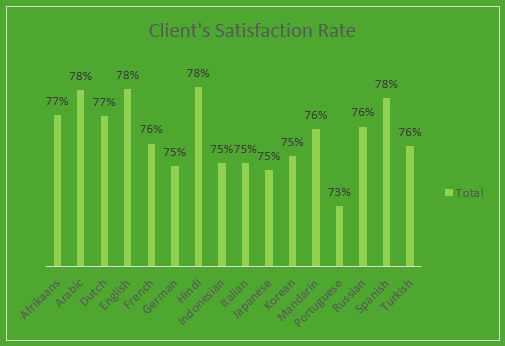 Client's Satisfaction Rate
77%
78%
77%
78%
76%
75%
78%
75%
75%
75%
75%
76%
73%
76%
78%
76%
Total
Afrikaans
Arabic
Dutch
English
French
German
Hindi
Indonesian
Italian
Japanese
Korean
Mandarin
Portuguese
Russian
Spanish
Turkish